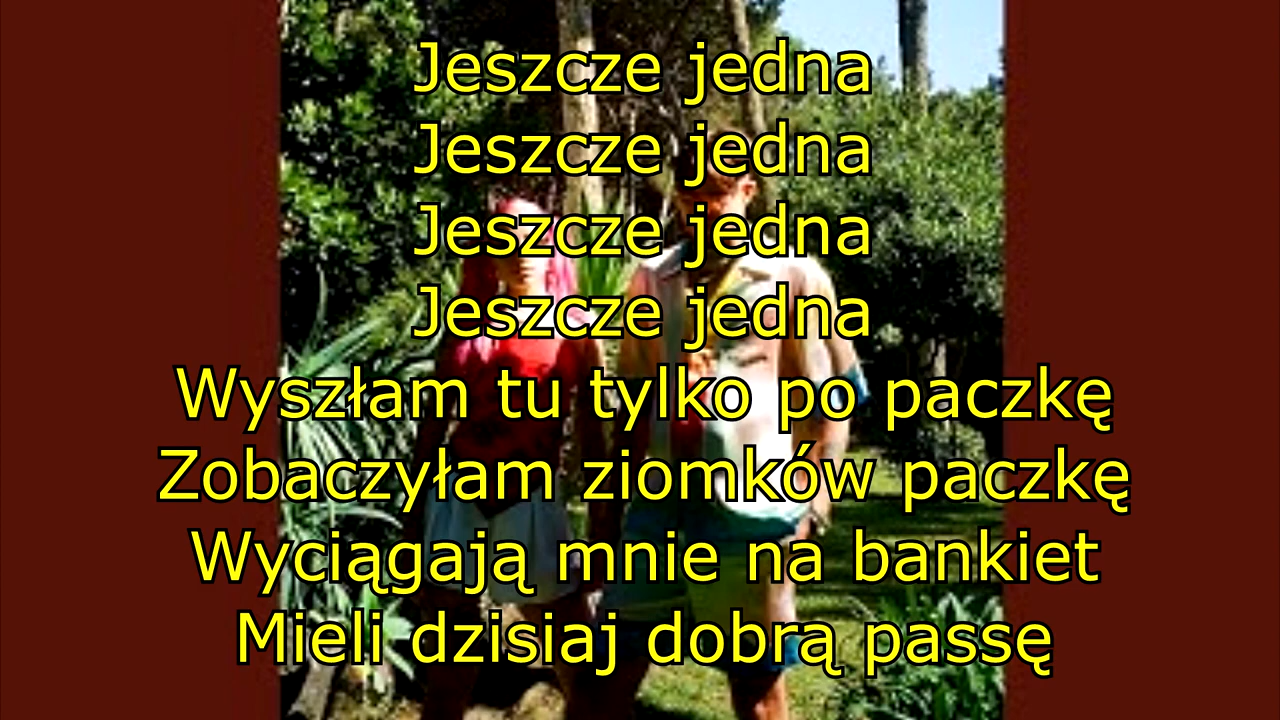 Jeszcze jedna
Jeszcze jedna
Jeszcze jedna
Jeszcze jedna
Wyszłam tu tylko po paczkę
Zobaczyłam ziomków paczkę
Wyciągają mnie na bankiet
Mieli dzisiaj dobrą passę